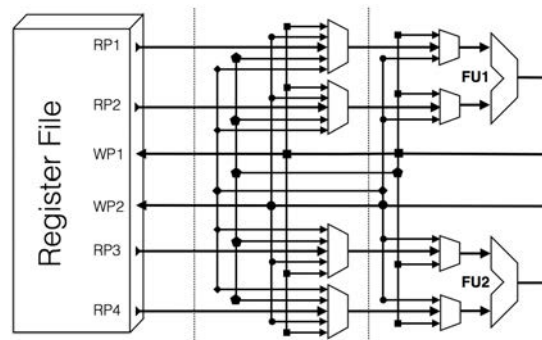 Register File
RP1
RP2
WP1
WP2
RP3
RP4
FU1
FU2